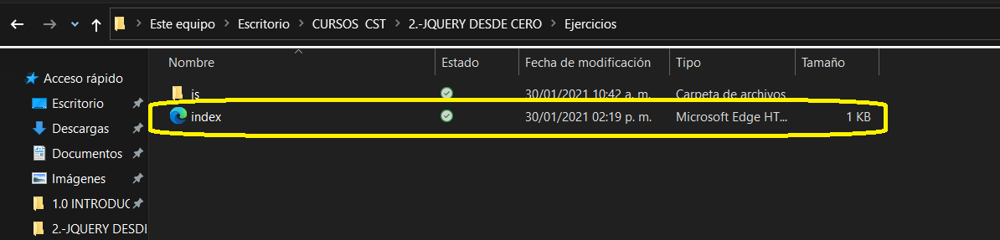 Este equipo > Escritorio > CURSOS CST > 2.-JQUERY DESDE CERO > Ejercicios
Nombre Estado Fecha de modificación Tipo Tamaño
Acceso rápido
Escritorio
Descargas
Documentos
Imágenes
1.0 INTRODUC
2.-JQUERY DESDI
js 30/01/2021 10:42 a. m. Carpeta de archivos
index 30/01/2021 02:19 p. m. Microsoft Edge HT... 1 KB